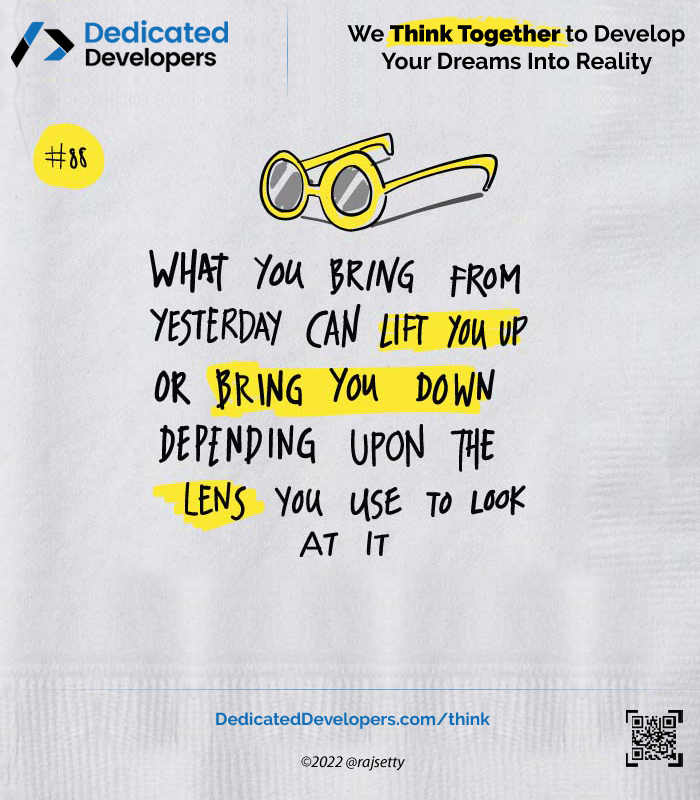 Dedicated
Developers
We Think Together to Develop
Your Dreams Into Reality
#88
WHAT YOU BRING FROM
YESTERDAY CAN LIFT YOU UP
OR BRING YOU DOWN
DEPENDING UPON THE
LENS YOU USE TO LOOK
AT IT
DedicatedDevelopers.com/think
©2022 @rajsetty